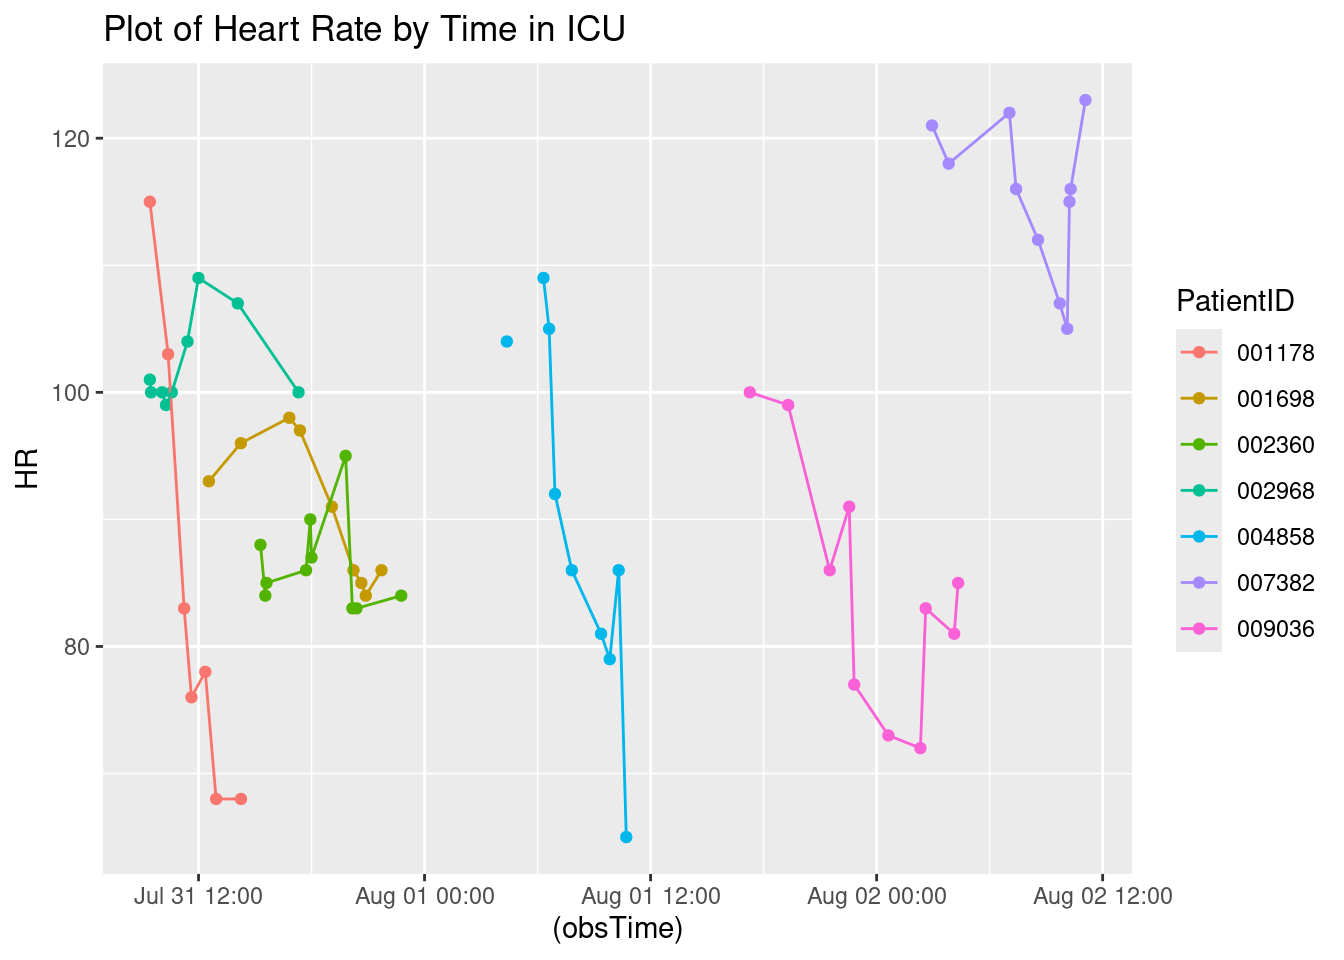 Plot of Heart Rate by Time in ICU
120
100
80
HR
Jul 31 12:00
Aug 01 00:00
Aug 01 12:00
Aug 02 00:00
Aug 02 12:00
(obsTime)
PatientID
001178
001698
002360
002968
004858
007382
009036